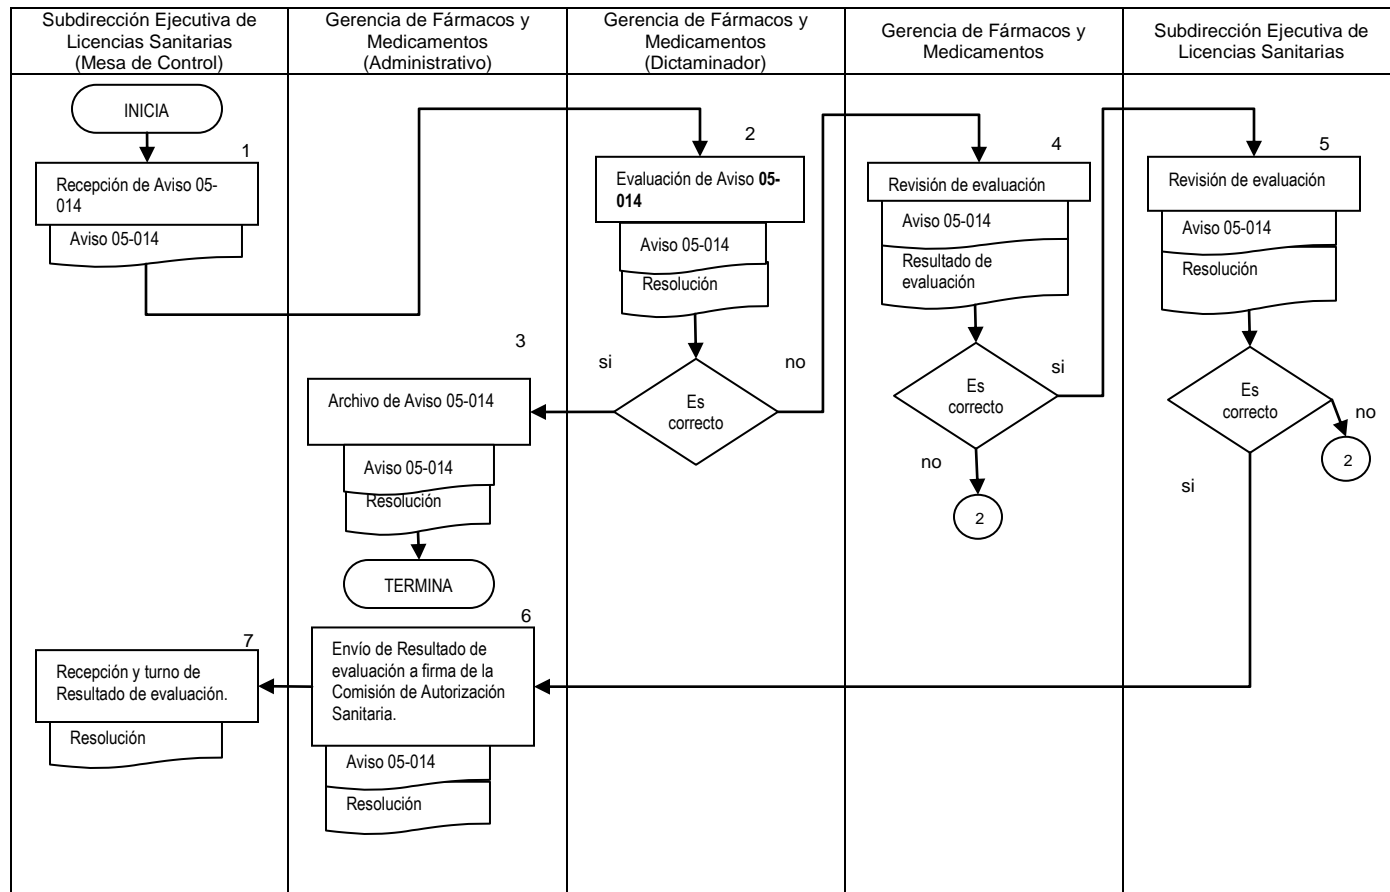 Subdirección Ejecutiva de
Licencias Sanitarias
(Mesa de Control)
Gerencia de Fármacos y
Medicamentos
(Administrativo)
Gerencia de Fármacos y
Medicamentos
(Dictaminador)
Gerencia de Fármacos y
Medicamentos
Subdirección Ejecutiva de
Licencias Sanitarias
INICIA
1
Recepción de Aviso 05-
014
Aviso 05-014
2
Evaluación de Aviso 05-
014
Aviso 05-014
Resolución
si
Es
correcto
no
3
Archivo de Aviso 05-014
Aviso 05-014
Resolución
TERMINA
4
Revisión de evaluación
Aviso 05-014
Resultado de
evaluación
Es
correcto
si
no
2
5
Revisión de evaluación
Aviso 05-014
Resolución
Es
correcto
no
2
si
6
Envío de Resultado de
evaluación a firma de la
Comisión de Autorización
Sanitaria.
Aviso 05-014
Resolución
7
Recepción y turno de
Resultado de evaluación.
Resolución